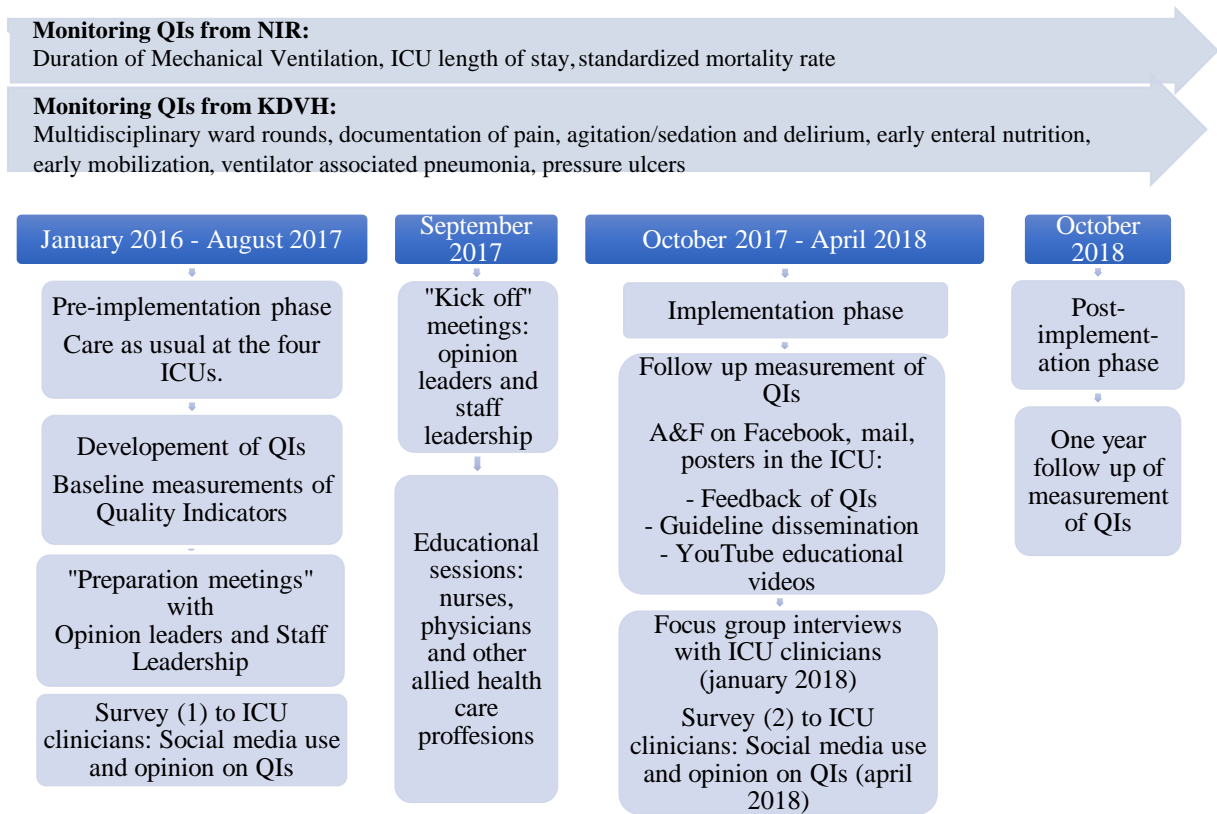 Monitoring QIs from NIR:
Duration of Mechanical Ventilation, ICU length of stay, standardized mortality rate
Monitoring QIs from KDVH:
Multidisciplinary ward rounds, documentation of pain, agitation/sedation and delirium, early enteral nutrition,
early mobilization, ventilator associated pneumonia, pressure ulcers
January 2016 - August 2017
Pre-implementation phase
Care as usual at the four
ICUs.
Developement of QIs
Baseline measurements of
Quality Indicators
"Preparation meetings"
with
Opinion leaders and Staff
Leadership
Survey (1) to ICU
clinicians: Social media use
and opinion on QIs
September
2017
"Kick off"
meetings:
opinion
leaders and
staff
leadership
Educational
sessions:
nurses,
physicians
and other
allied health
care
proffesions
October 2017 - April 2018
Implementation phase
Follow up measurement of
QIs
A&F on Facebook, mail,
posters in the ICU:
- Feedback of QIs
- Guideline dissemination
- YouTube educational
videos
Focus group interviews
with ICU clinicians
(january 2018)
Survey (2) to ICU
clinicians: Social media use
and opinion on QIs (april
2018)
October
2018
Post-
implement-
ation phase
One year
follow up of
measurement
of QIs